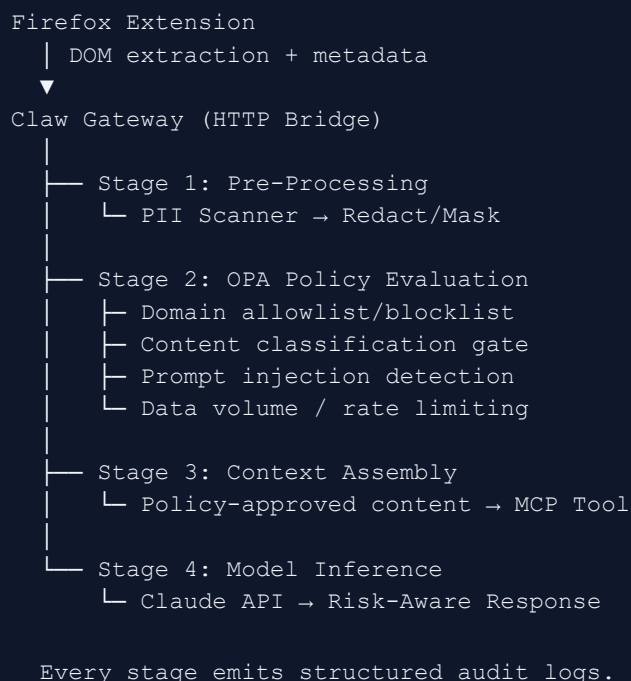 Firefox Extension
│ DOM extraction + metadata
▼
Claw Gateway (HTTP Bridge)
│
├── Stage 1: Pre-Processing
│   └─ PII Scanner → Redact/Mask
│
├── Stage 2: OPA Policy Evaluation
│   ├─ Domain allowlist/blocklist
│   ├─ Content classification gate
│   ├─ Prompt injection detection
│   └─ Data volume / rate limiting
│
├── Stage 3: Context Assembly
│   └─ Policy-approved content → MCP Tool
│
└── Stage 4: Model Inference
    └─ Claude API → Risk-Aware Response
Every stage emits structured audit logs.